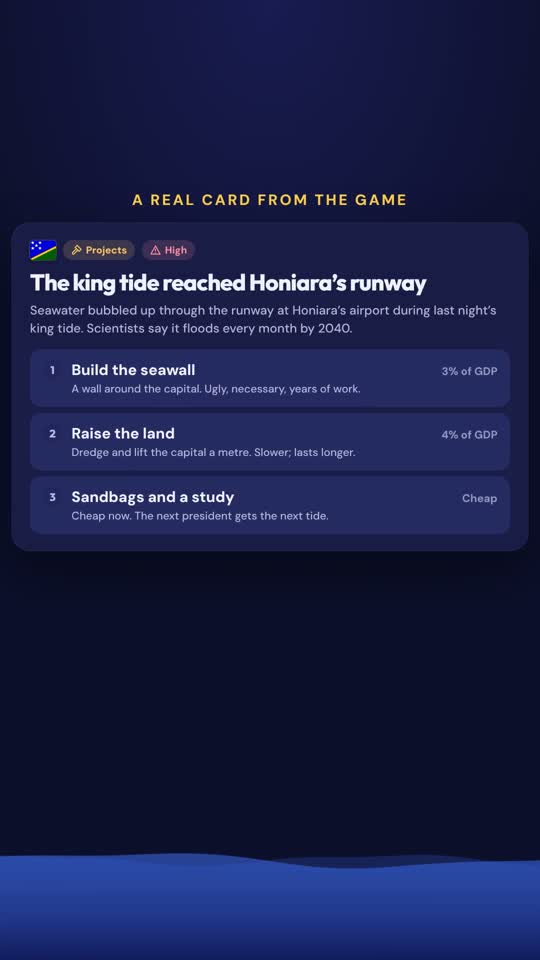 A REAL CARD FROM THE GAME
Projects
High
The king tide reached Honiara’s runway
Seawater bubbled up through the runway at Honiara’s airport during last night’s
king tide. Scientists say it floods every month by 2040.
1 Build the seawall 3% of GDP
A wall around the capital. Ugly, necessary, years of work.
2 Raise the land 4% of GDP
Dredge and lift the capital a metre. Slower; lasts longer.
3 Sandbags and a study Cheap
Cheap now. The next president gets the next tide.